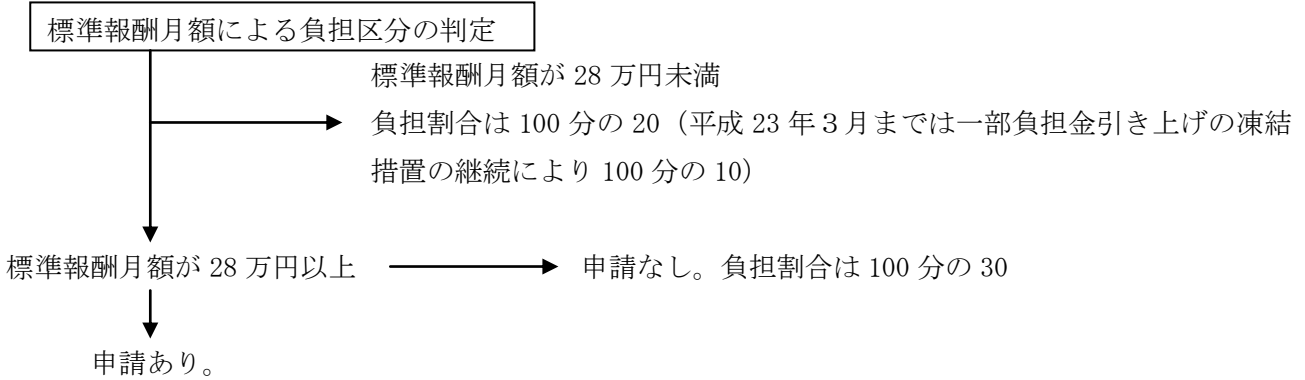 標準報酬月額による負担区分の判定
標準報酬月額が 28 万円未満
負担割合は 100 分の 20（平成 23 年３月までは一部負担金引き上げの凍結
措置の継続により 100 分の 10）
標準報酬月額が 28 万円以上
申請なし。負担割合は 100 分の 30
申請あり。